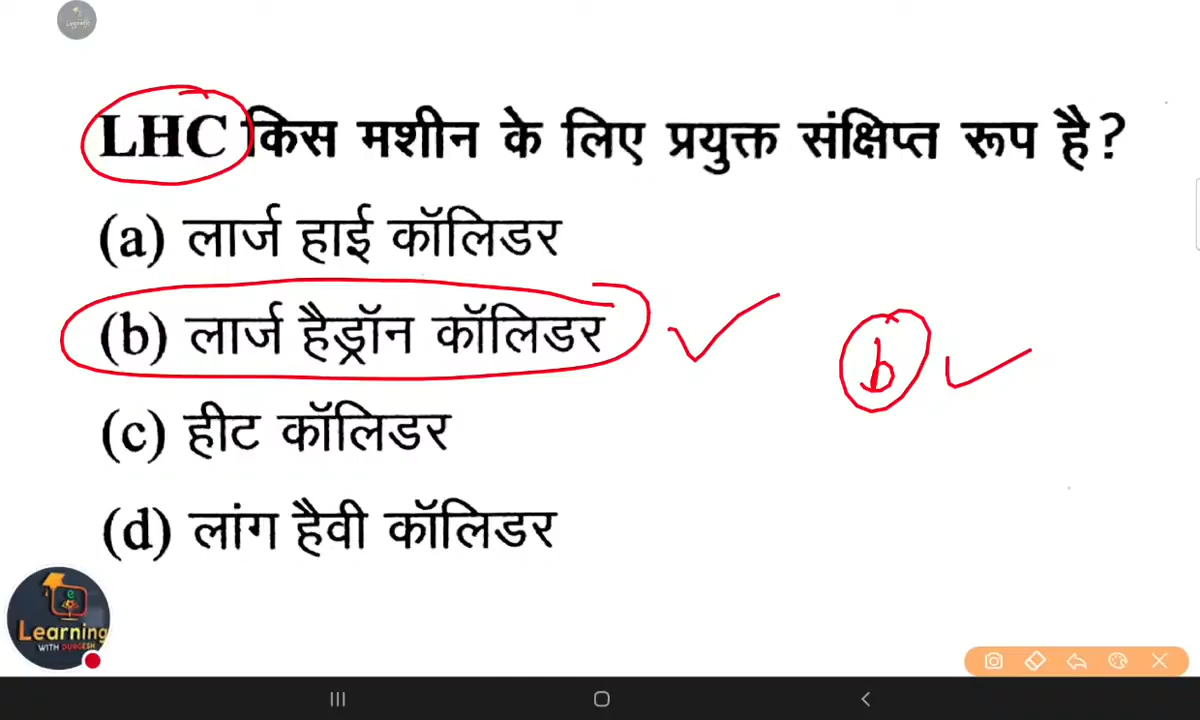 LHC किस मशीन के लिए प्रयुक्त संक्षिप्त रूप है?
(a) लार्ज हाई कॉलिडर
(b) लार्ज हैड्रॉन कॉलिडर
b
(c) हीट कॉलिडर
(d) लांग हैवी कॉलिडर
e
Learning
WITH DURGESH